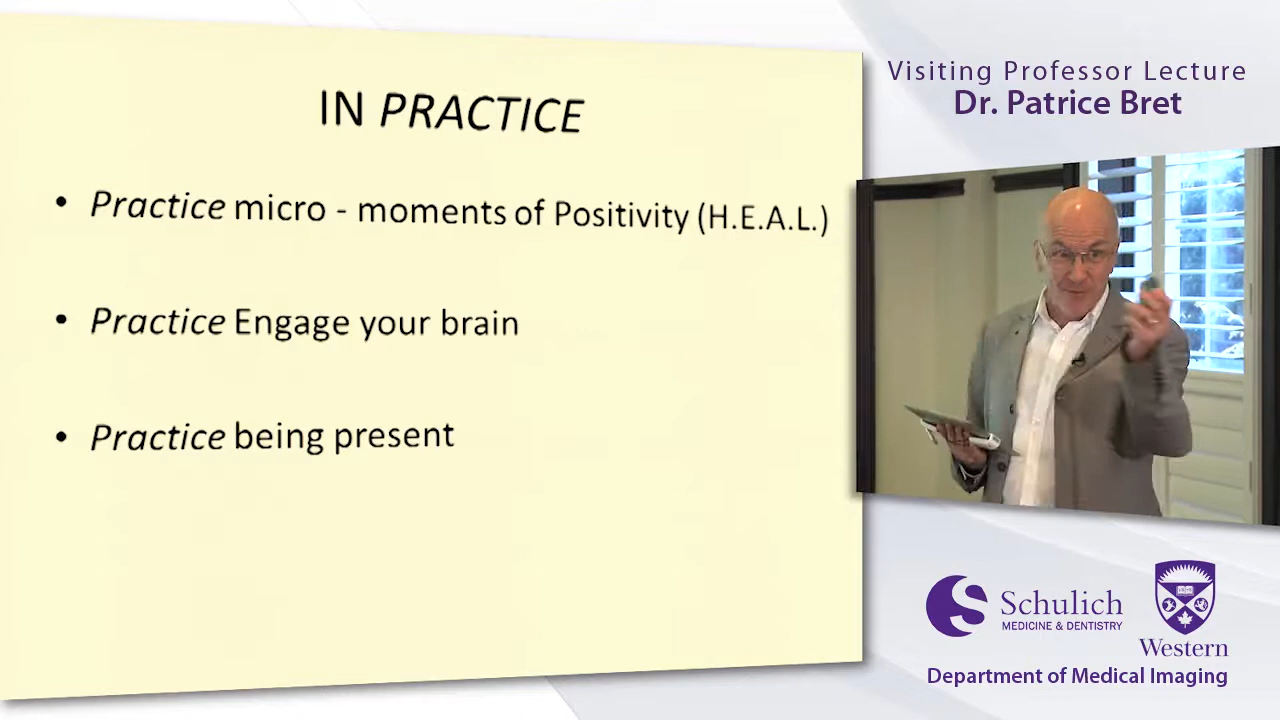 IN PRACTICE
• Practice micro - moments of Positivity (H.E.A.L.)
• Practice Engage your brain
• Practice being present
Visiting Professor Lecture
Dr. Patrice Bret
Schulich
MEDICINE & DENTISTRY
Western
Department of Medical Imaging